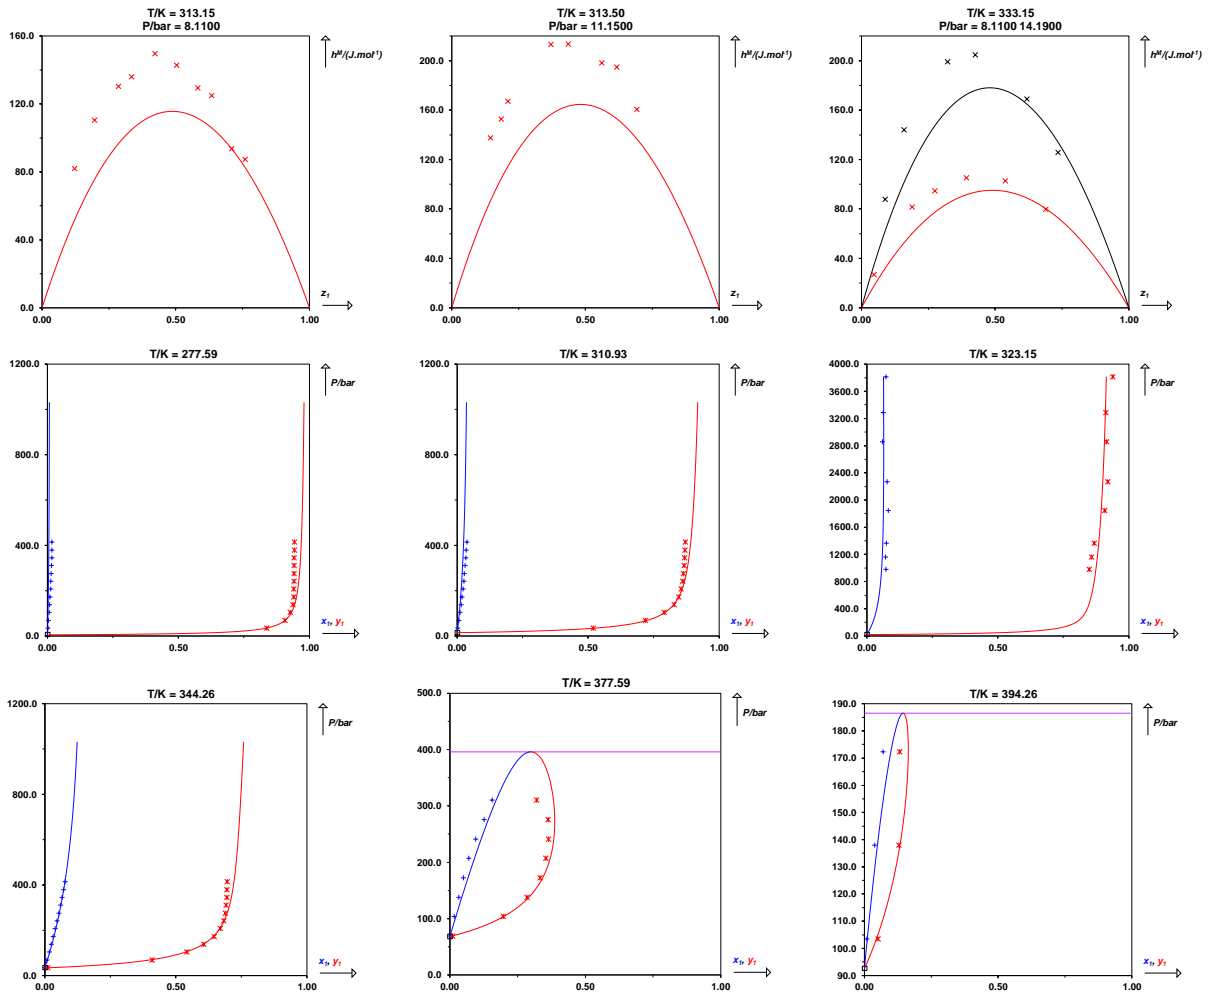 T/K = 313.15
P/bar = 8.1100
160.0
120.0
80.0
40.0
0.0
0.00
0.50
1.00
hᴹ/(J.mol⁻¹)
z₁
T/K = 313.50
P/bar = 11.1500
200.0
160.0
120.0
80.0
40.0
0.0
0.00
0.50
1.00
hᴹ/(J.mol⁻¹)
z₁
T/K = 333.15
P/bar = 8.1100 14.1900
200.0
160.0
120.0
80.0
40.0
0.0
0.00
0.50
1.00
hᴹ/(J.mol⁻¹)
z₁
T/K = 277.59
1200.0
800.0
400.0
0.0
0.00
0.50
1.00
P/bar
x₁, y₁
T/K = 310.93
1200.0
800.0
400.0
0.0
0.00
0.50
1.00
P/bar
x₁, y₁
T/K = 323.15
4000.0
3600.0
3200.0
2800.0
2400.0
2000.0
1600.0
1200.0
800.0
400.0
0.0
0.00
0.50
1.00
P/bar
x₁, y₁
T/K = 344.26
1200.0
800.0
400.0
0.0
0.00
0.50
1.00
P/bar
x₁, y₁
T/K = 377.59
500.0
400.0
300.0
200.0
100.0
0.0
0.00
0.50
1.00
P/bar
x₁, y₁
T/K = 394.26
190.0
180.0
170.0
160.0
150.0
140.0
130.0
120.0
110.0
100.0
90.0
0.00
0.50
1.00
P/bar
x₁, y₁